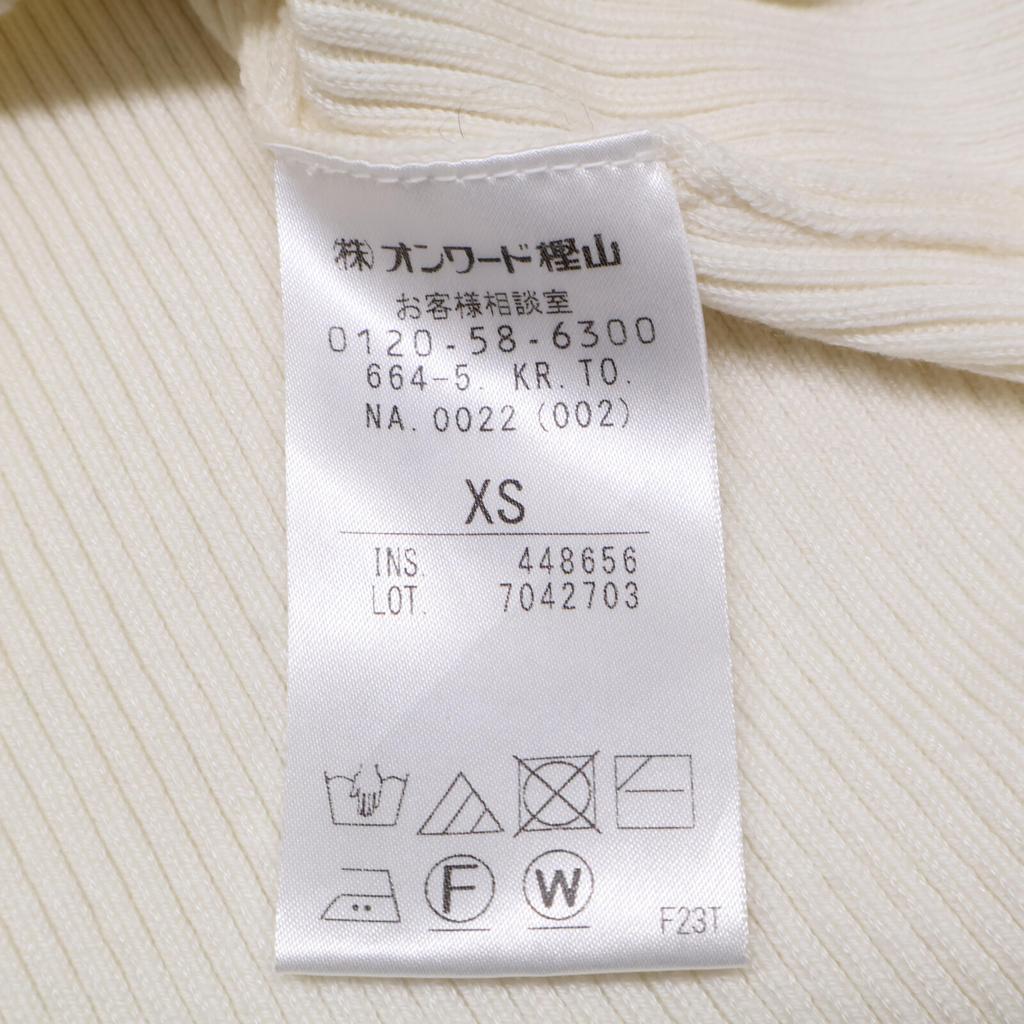 ㈱オンワード樫山
お客様相談室
0120-58-6300
664-5. KR. TO.
NA. 0022 (002)
XS
INS. 448656
LOT. 7042703
F W
F23T